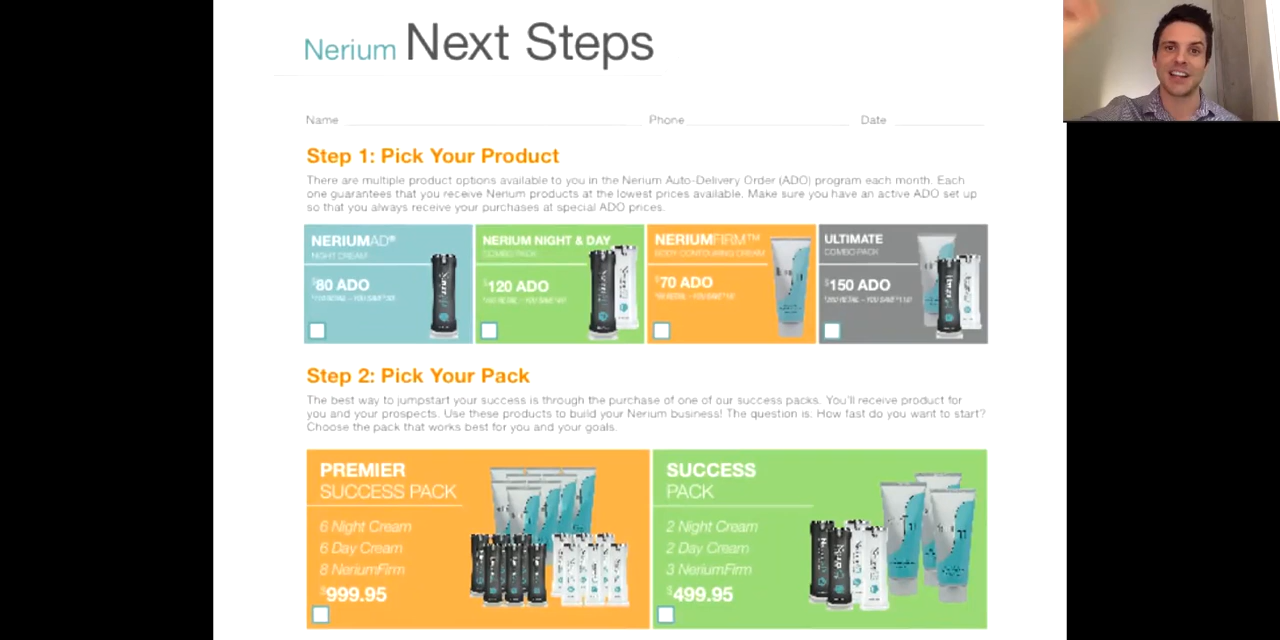 Nerium Next Steps
Name Phone Date
Step 1: Pick Your Product
There are multiple product options available to you in the Nerium Auto-Delivery Order (ADO) program each month. Each
one guarantees that you receive Nerium products at the lowest prices available. Make sure you have an active ADO set up
so that you always receive your purchases at special ADO prices.
NERIUMAD®
NIGHT CREAM
$80 ADO
NERIUM NIGHT & DAY
COMBO PACK
$120 ADO
NERIUMFIRM™
BODY CONTOURING CREAM
$70 ADO
ULTIMATE
COMBO PACK
$150 ADO
Step 2: Pick Your Pack
The best way to jumpstart your success is through the purchase of one of our success packs. You'll receive product for
you and your prospects. Use these products to build your Nerium business! The question is: How fast do you want to start?
Choose the pack that works best for you and your goals.
PREMIER
SUCCESS PACK
6 Night Cream
6 Day Cream
8 NeriumFirm
$999.95
SUCCESS
PACK
2 Night Cream
2 Day Cream
3 NeriumFirm
$499.95